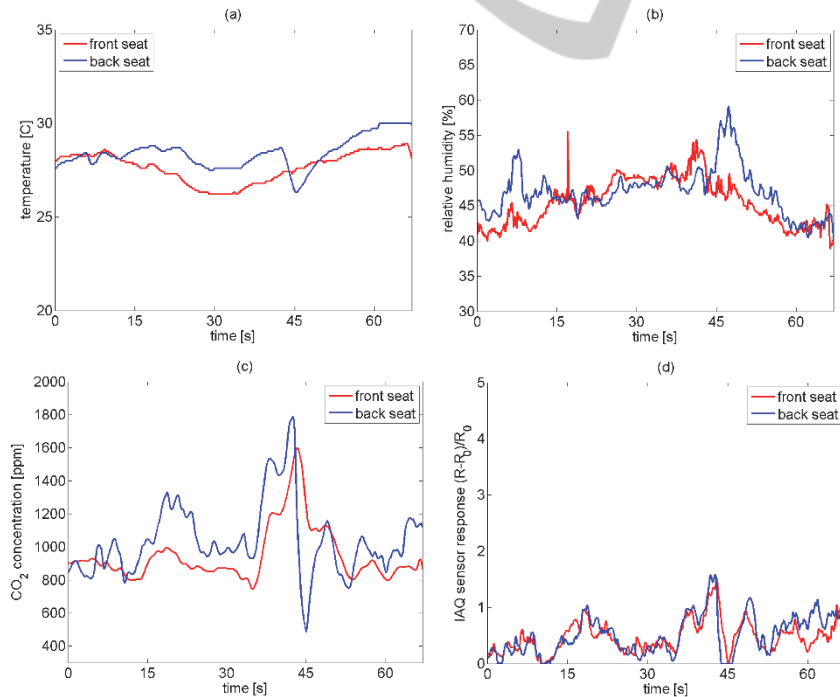 (a)
35
front seat
back seat
30
temperature [C]
25
20
0 15 30 45 60
time [s]
(b)
70
front seat
back seat
65
60
55
relative humidity [%]
50
45
40
35
30
0 15 30 45 60
time [s]
(c)
2000
front seat
back seat
1800
1600
1400
CO2 concentration [ppm]
1200
1000
800
600
400
0 15 30 45 60
time [s]
(d)
5
front seat
back seat
4
3
IAQ sensor response (R-R0)/R0
2
1
0
0 15 30 45 60
time [s]